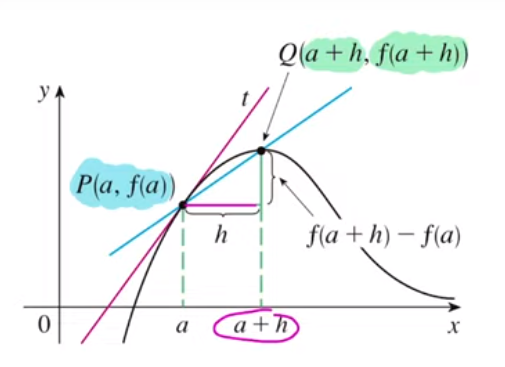 Q(a + h, f(a + h))
y
t
P(a, f(a))
h
f(a + h) − f(a)
0
a
a + h
x